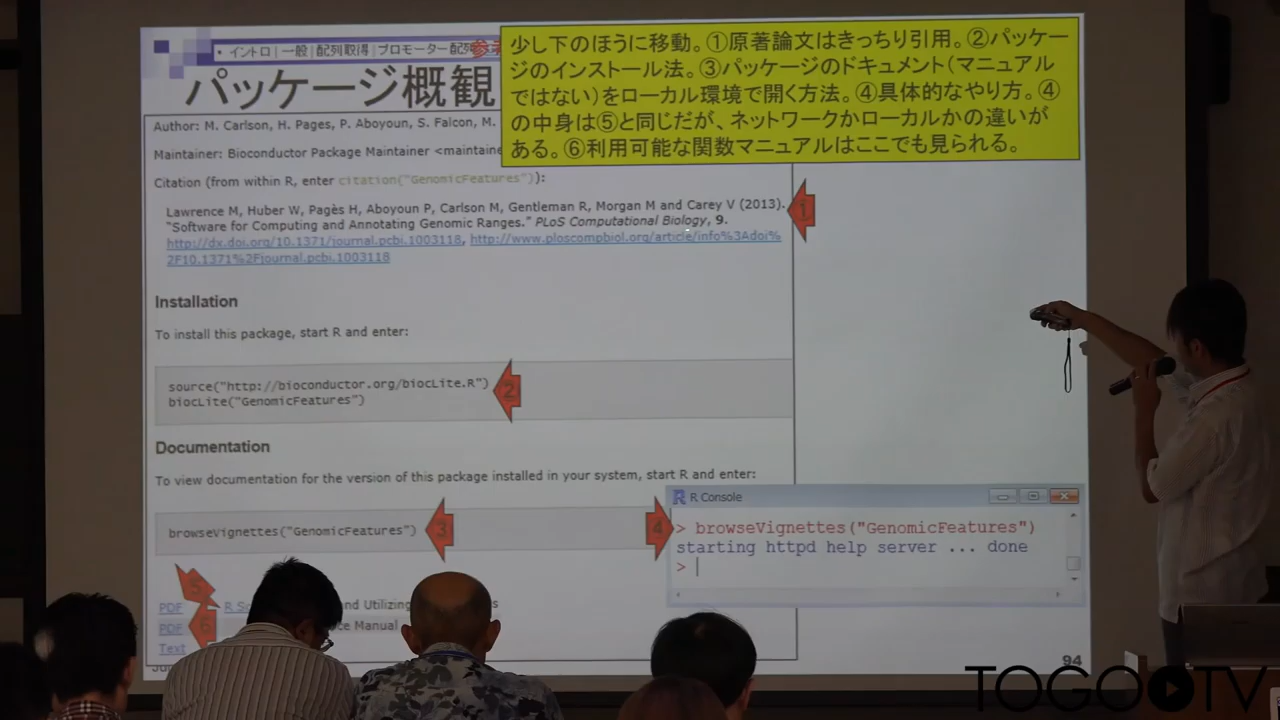 • イントロ | 一般 | 配列取得 | プロモーター配列
パッケージ概観
少し下のほうに移動。①原著論文はきっちり引用。②パッケー
ジのインストール法。③パッケージのドキュメント(マニュアル
ではない)をローカル環境で開く方法。④具体的なやり方。④
の中身は⑤と同じだが、ネットワークかローカルかの違いが
ある。⑥利用可能な関数マニュアルはここでも見られる。
Author: M. Carlson, H. Pages, P. Aboyoun, S. Falcon, M.
Maintainer: Bioconductor Package Maintainer <maintaine
Citation (from within R, enter citation("GenomicFeatures")):
Lawrence M, Huber W, Pagès H, Aboyoun P, Carlson M, Gentleman R, Morgan M and Carey V (2013).
"Software for Computing and Annotating Genomic Ranges." PLoS Computational Biology, 9.
http://dx.doi.org/10.1371/journal.pcbi.1003118, http://www.ploscompbiol.org/article/info%3Adoi%
2F10.1371%2Fjournal.pcbi.1003118
1
Installation
To install this package, start R and enter:
source("http://bioconductor.org/biocLite.R")
biocLite("GenomicFeatures")
2
Documentation
To view documentation for the version of this package installed in your system, start R and enter:
browseVignettes("GenomicFeatures")
3
4
R Console
> browseVignettes("GenomicFeatures")
starting httpd help server ... done
>
5
PDF R Sc nd Utilizing s
PDF 6 ce Manual
Text
94
TOGO TV